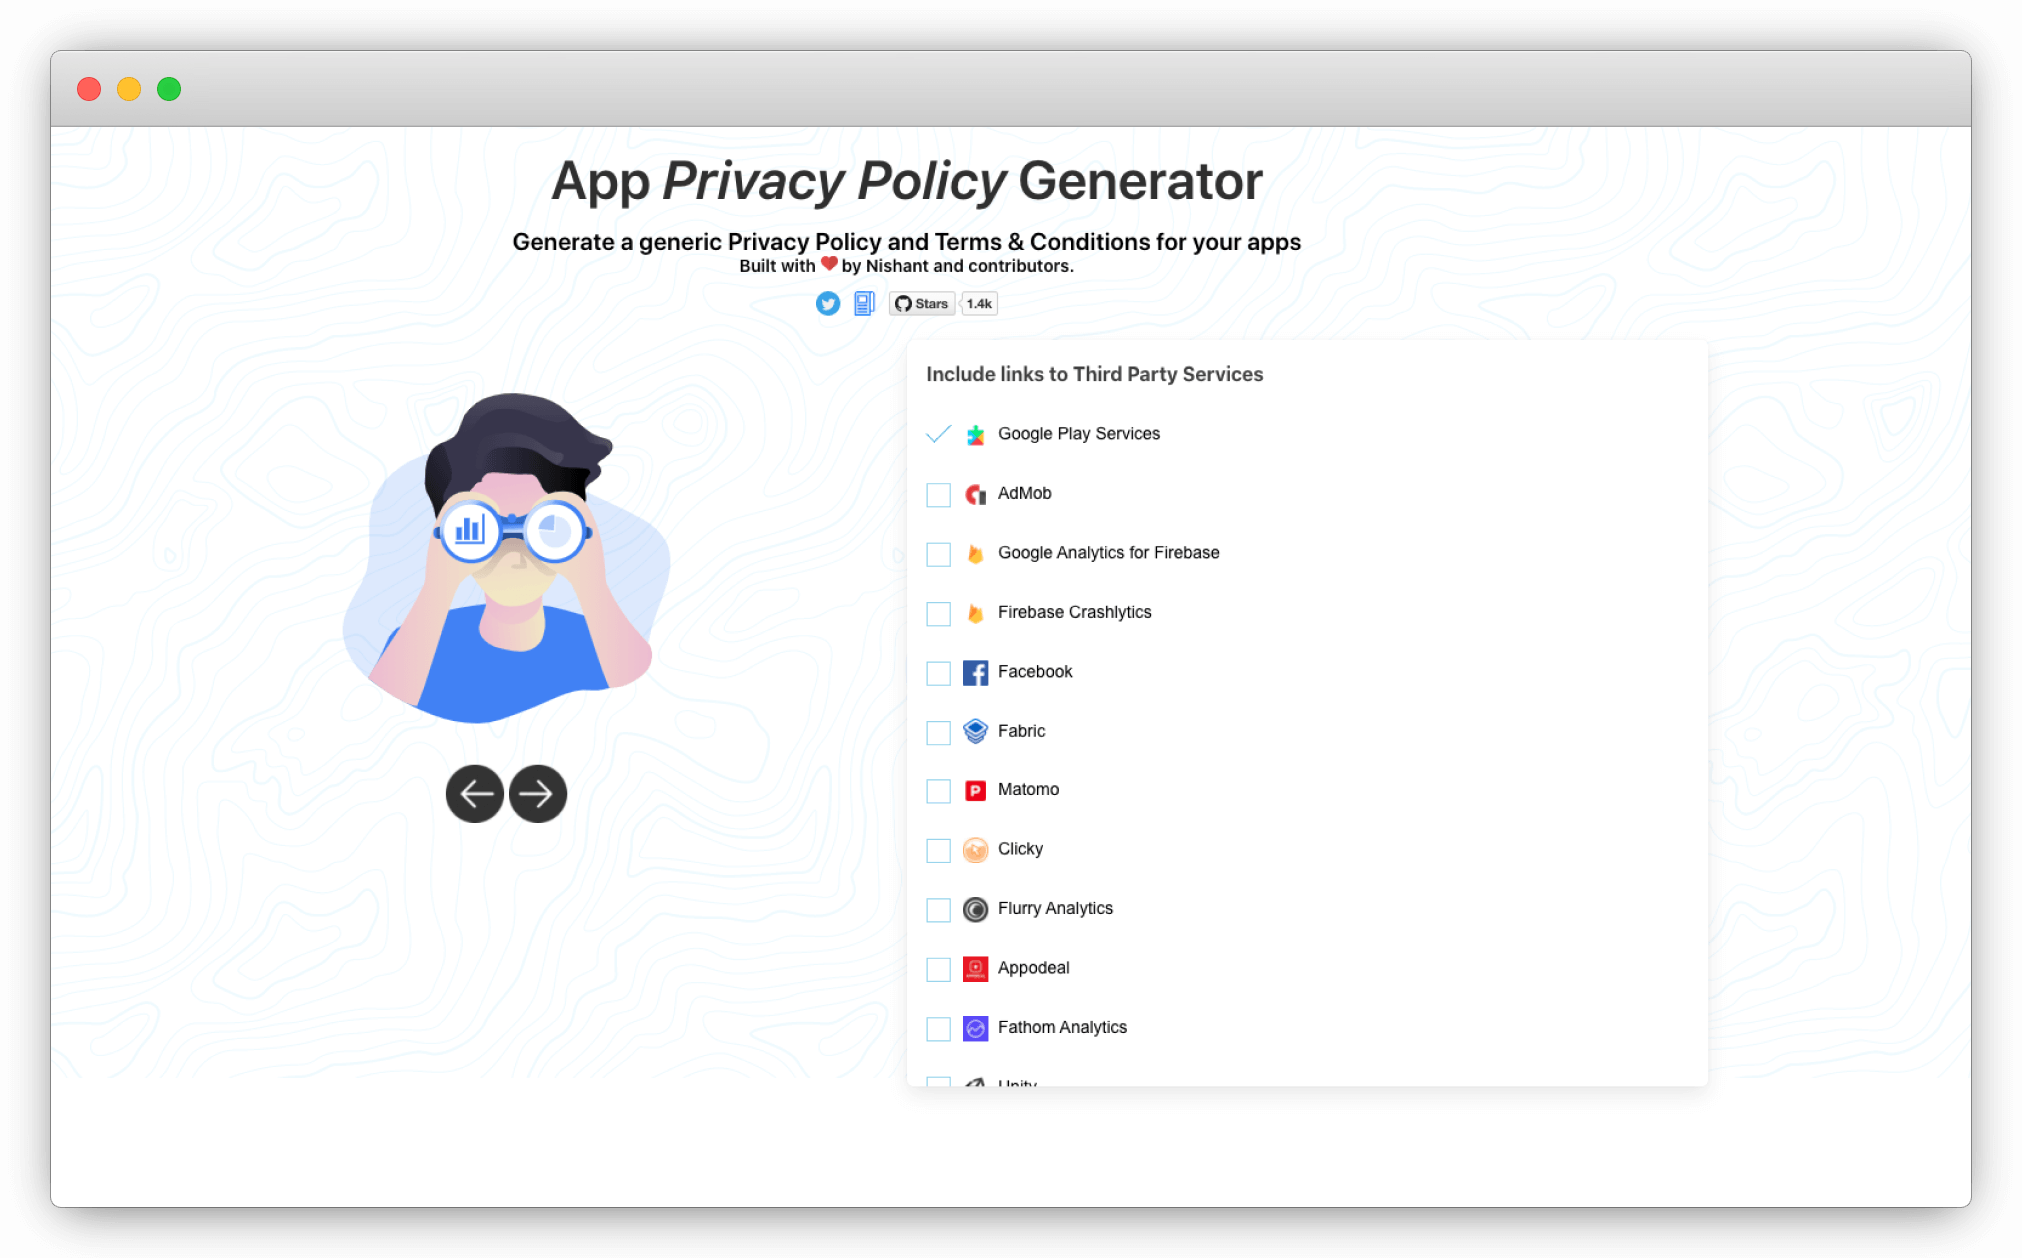 App Privacy Policy Generator
Generate a generic Privacy Policy and Terms & Conditions for your apps
Built with ❤ by Nishant and contributors.
Stars 1.4k
Include links to Third Party Services
Google Play Services
AdMob
Google Analytics for Firebase
Firebase Crashlytics
Facebook
Fabric
Matomo
Clicky
Flurry Analytics
Appodeal
Fathom Analytics
Unity